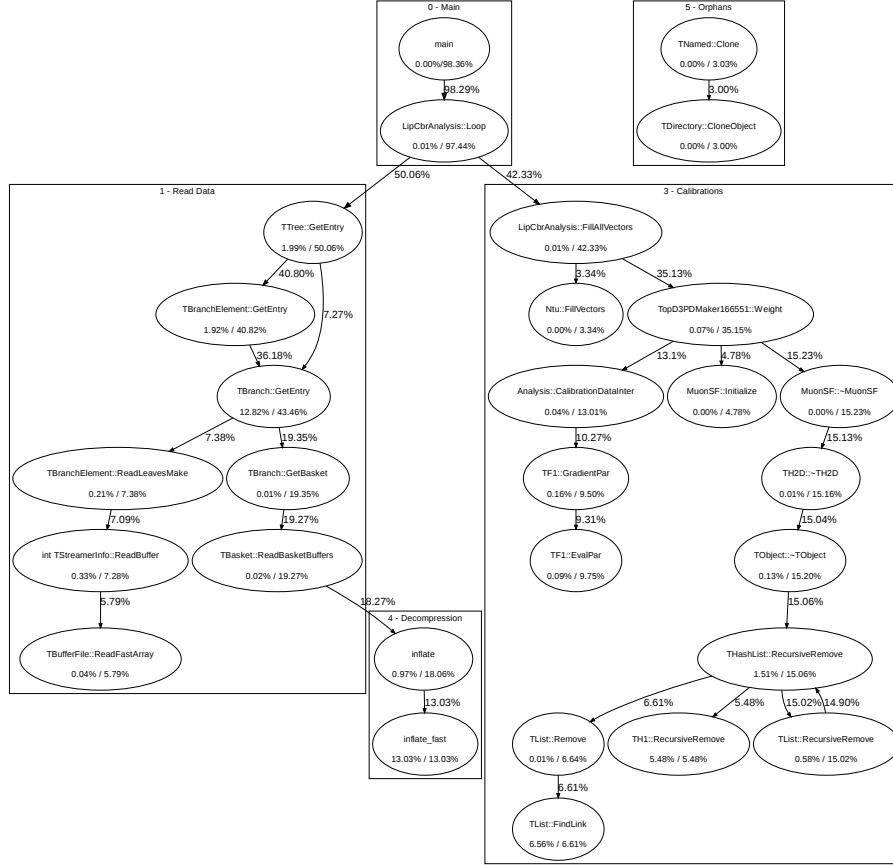 0 - Main
main
0.00%/98.36%
98.29%
LipCbrAnalysis::Loop
0.01% / 97.44%
5 - Orphans
TNamed::Clone
0.00% / 3.03%
3.00%
TDirectory::CloneObject
0.00% / 3.00%
50.06%
42.33%
1 - Read Data
TTree::GetEntry
1.99% / 50.06%
40.80%
7.27%
TBranchElement::GetEntry
1.92% / 40.82%
36.18%
TBranch::GetEntry
12.82% / 43.46%
7.38%
19.35%
TBranchElement::ReadLeavesMake
0.21% / 7.38%
TBranch::GetBasket
0.01% / 19.35%
7.09%
19.27%
int TStreamerInfo::ReadBuffer
0.33% / 7.28%
TBasket::ReadBasketBuffers
0.02% / 19.27%
5.79%
18.27%
TBufferFile::ReadFastArray
0.04% / 5.79%
4 - Decompression
inflate
0.97% / 18.06%
13.03%
inflate_fast
13.03% / 13.03%
3 - Calibrations
LipCbrAnalysis::FillAllVectors
0.01% / 42.33%
3.34%
35.13%
Ntu::FillVectors
0.00% / 3.34%
TopD3PDMaker166551::Weight
0.07% / 35.15%
13.1%
4.78%
15.23%
Analysis::CalibrationDataInter
0.04% / 13.01%
MuonSF::Initialize
0.00% / 4.78%
MuonSF::~MuonSF
0.00% / 15.23%
10.27%
15.13%
TF1::GradientPar
0.16% / 9.50%
TH2D::~TH2D
0.01% / 15.16%
9.31%
15.04%
TF1::EvalPar
0.09% / 9.75%
TObject::~TObject
0.13% / 15.20%
15.06%
THashList::RecursiveRemove
1.51% / 15.06%
6.61%
5.48%
15.02%
14.90%
TList::Remove
0.01% / 6.64%
TH1::RecursiveRemove
5.48% / 5.48%
TList::RecursiveRemove
0.58% / 15.02%
6.61%
TList::FindLink
6.56% / 6.61%